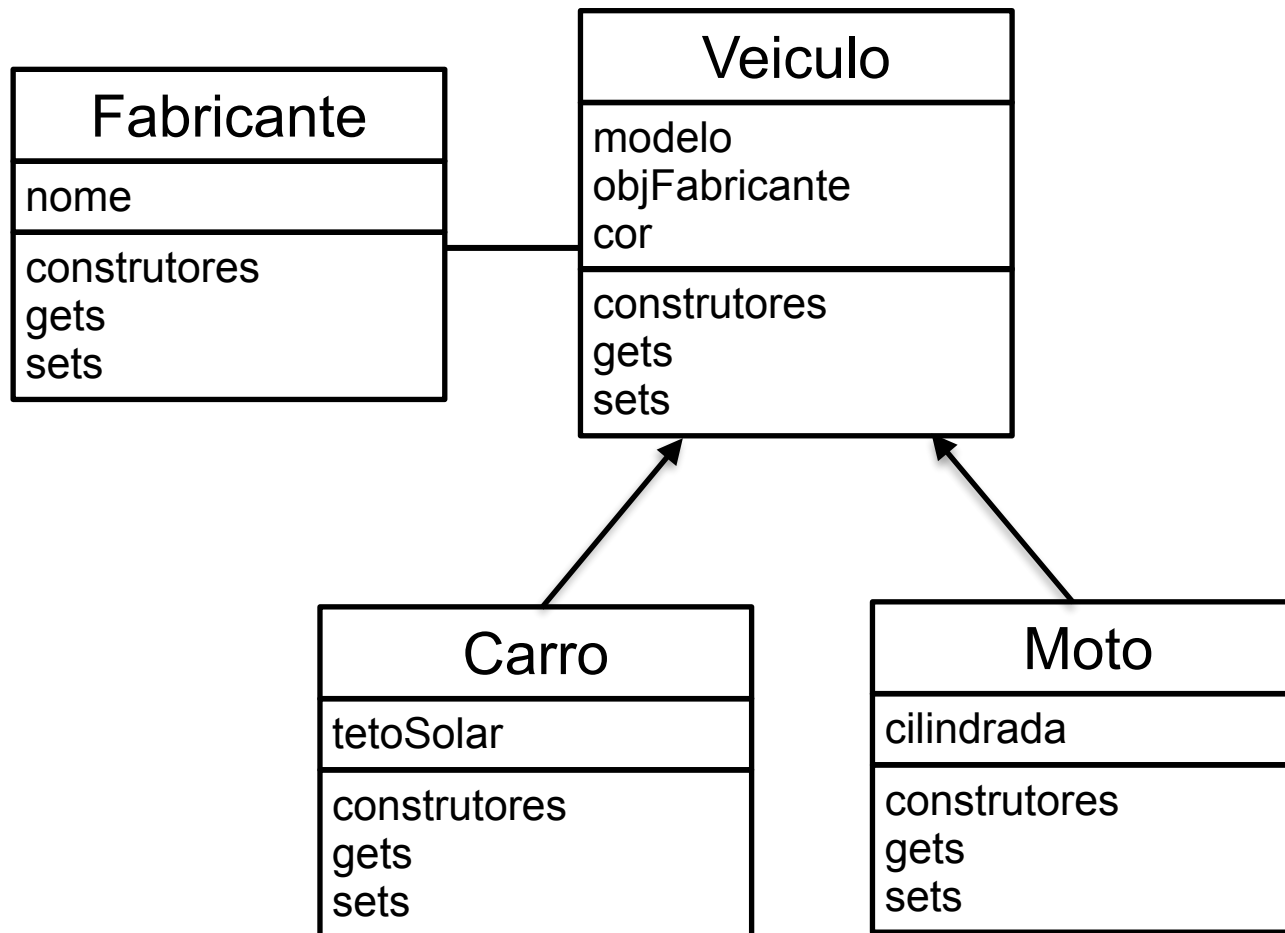 Fabricante
nome
construtores
gets
sets
Veiculo
modelo
objFabricante
cor
construtores
gets
sets
Carro
tetoSolar
construtores
gets
sets
Moto
cilindrada
construtores
gets
sets